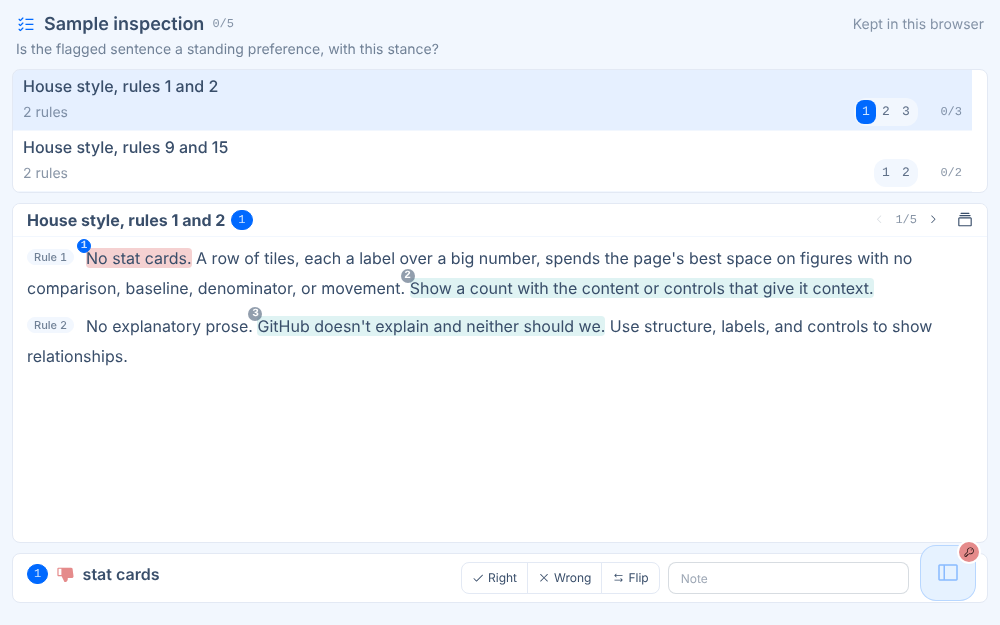 Sample inspection 0/5
Kept in this browser
Is the flagged sentence a standing preference, with this stance?
House style, rules 1 and 2
2 rules
1 2 3 0/3
House style, rules 9 and 15
2 rules
1 2 0/2
House style, rules 1 and 2 1
1/5
1
Rule 1 No stat cards. A row of tiles, each a label over a big number, spends the page's best space on figures with no
2
comparison, baseline, denominator, or movement. Show a count with the content or controls that give it context.
3
Rule 2 No explanatory prose. GitHub doesn't explain and neither should we. Use structure, labels, and controls to show
relationships.
1 stat cards
Right Wrong Flip Note